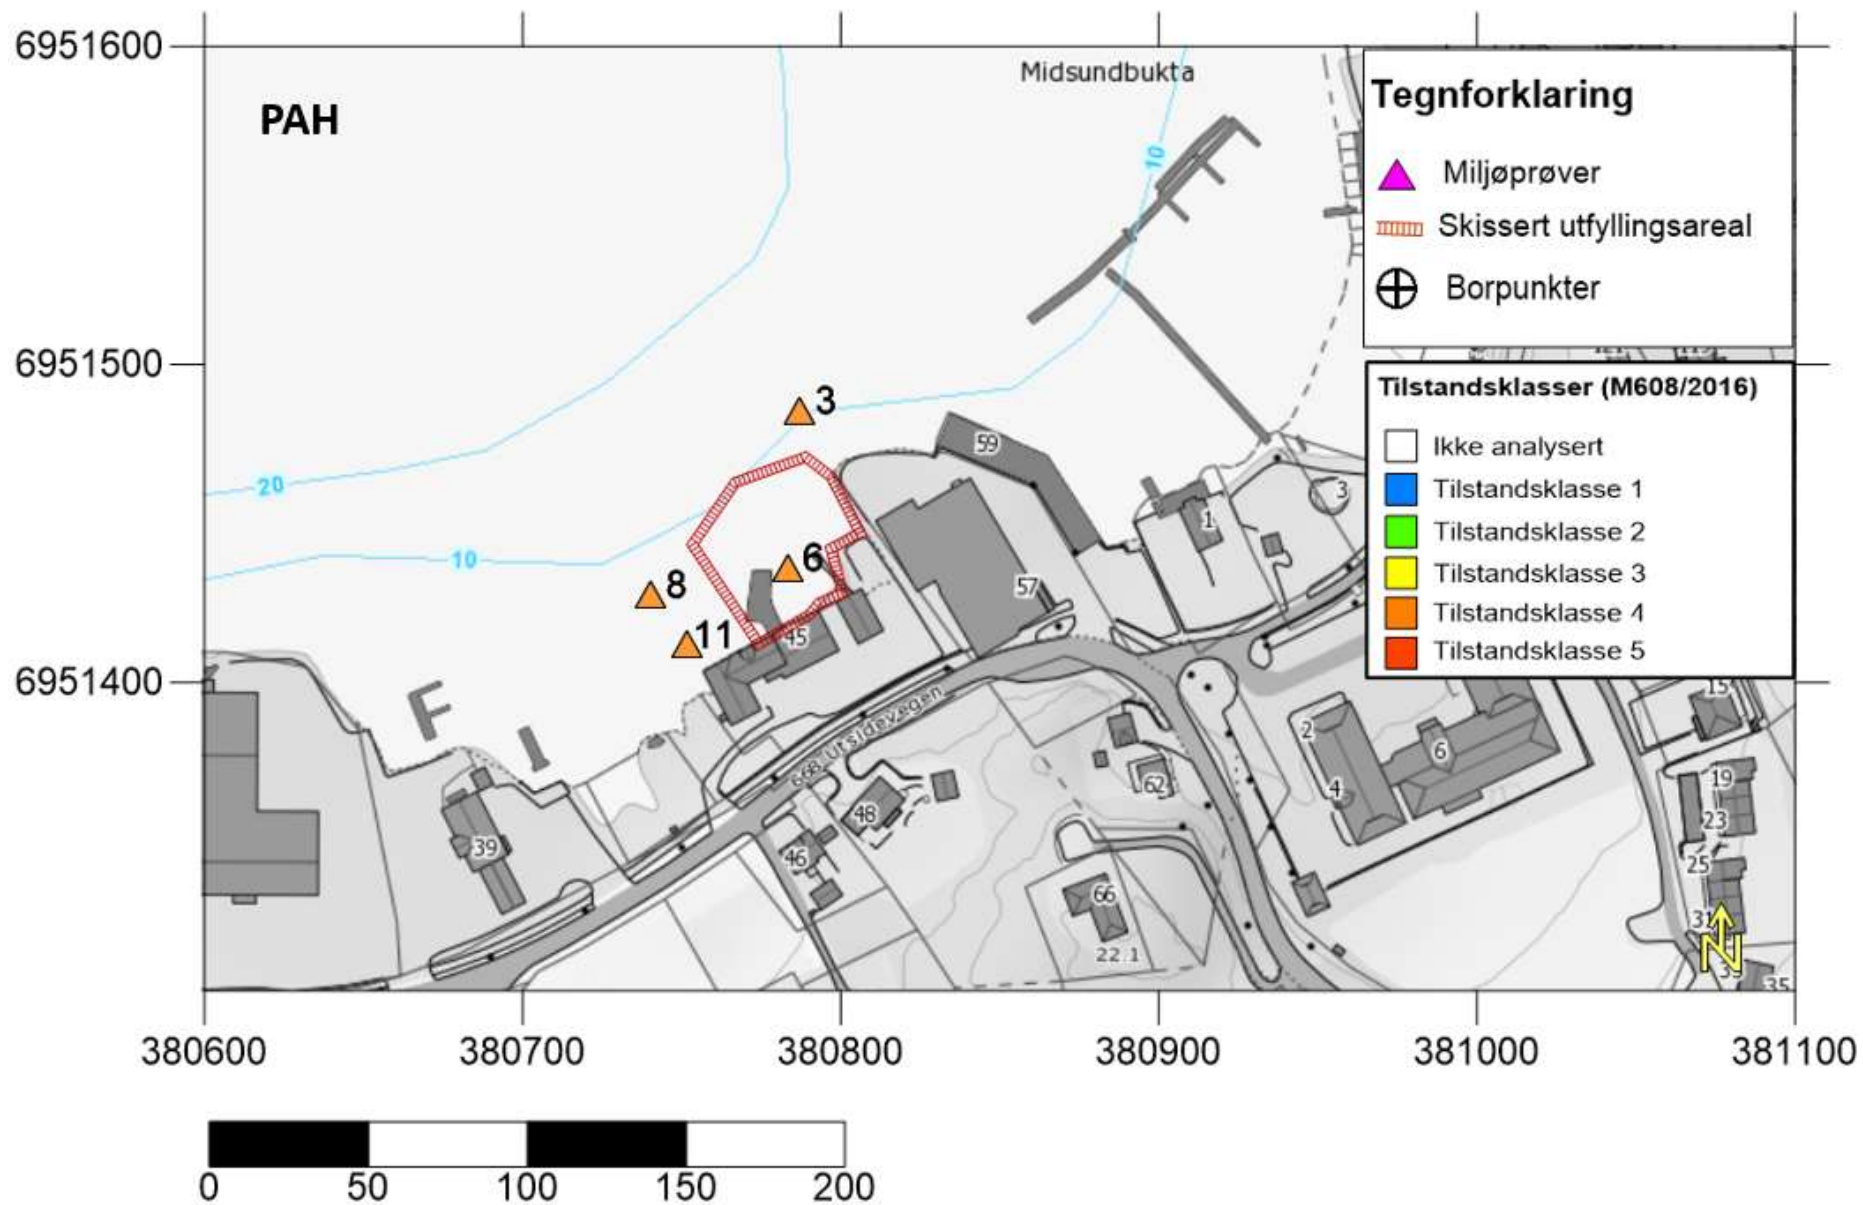 6951600
Midsundbukta
PAH
Tegnforklaring
Miljøprøver
Skissert utfyllingsareal
Borpunkter
10
6951500
Tilstandsklasser (M608/2016)
Ikke analysert
Tilstandsklasse 1
Tilstandsklasse 2
Tilstandsklasse 3
Tilstandsklasse 4
Tilstandsklasse 5
3
59
20
3
1
10
6
8
57
11
45
6951400
15
668 Utsidevegen
2
6
62
4
19
48
23
39
46
25
66
31
22.1
N
35
380600
380700
380800
380900
381000
381100
0
50
100
150
200